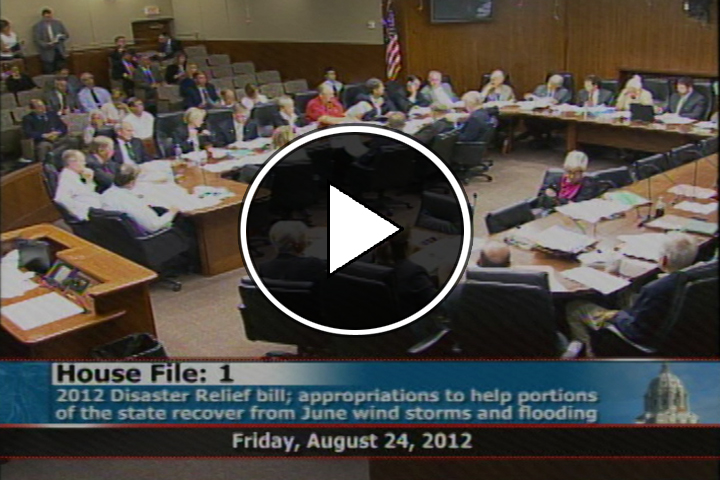 House File: 1
2012 Disaster Relief bill; appropriations to help portions
of the state recover from June wind storms and flooding
Friday, August 24, 2012